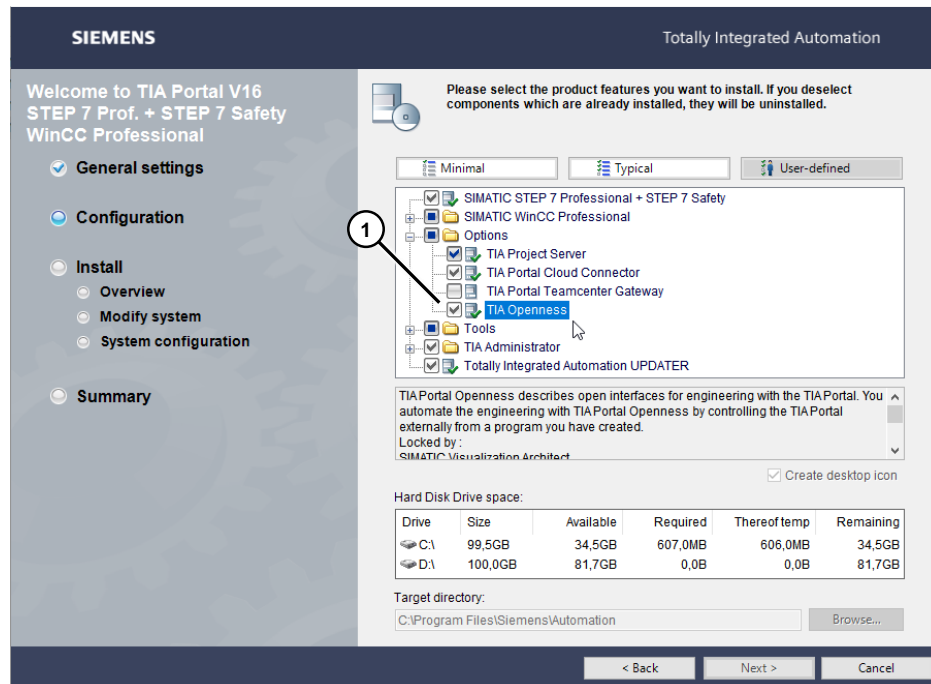 SIEMENS
Totally Integrated Automation
Welcome to TIA Portal V16
STEP 7 Prof. + STEP 7 Safety
WinCC Professional
General settings
Configuration
Install
Overview
Modify system
System configuration
Summary
Please select the product features you want to install. If you deselect
components which are already installed, they will be uninstalled.
Minimal
Typical
User-defined
SIMATIC STEP 7 Professional + STEP 7 Safety
SIMATIC WinCC Professional
Options
TIA Project Server
TIA Portal Cloud Connector
TIA Portal Teamcenter Gateway
TIA Openness
Tools
TIA Administrator
Totally Integrated Automation UPDATER
1
TIA Portal Openness describes open interfaces for engineering with the TIA Portal. You
automate the engineering with TIA Portal Openness by controlling the TIA Portal
externally from a program you have created.
Locked by :
SIMATIC Visualization Architect
Create desktop icon
Hard Disk Drive space:
Drive Size Available Required Thereof temp Remaining
C:\ 99,5GB 34,5GB 607,0MB 606,0MB 34,5GB
D:\ 100,0GB 81,7GB 0,0B 0,0B 81,7GB
Target directory:
C:\Program Files\Siemens\Automation
Browse...
< Back
Next >
Cancel